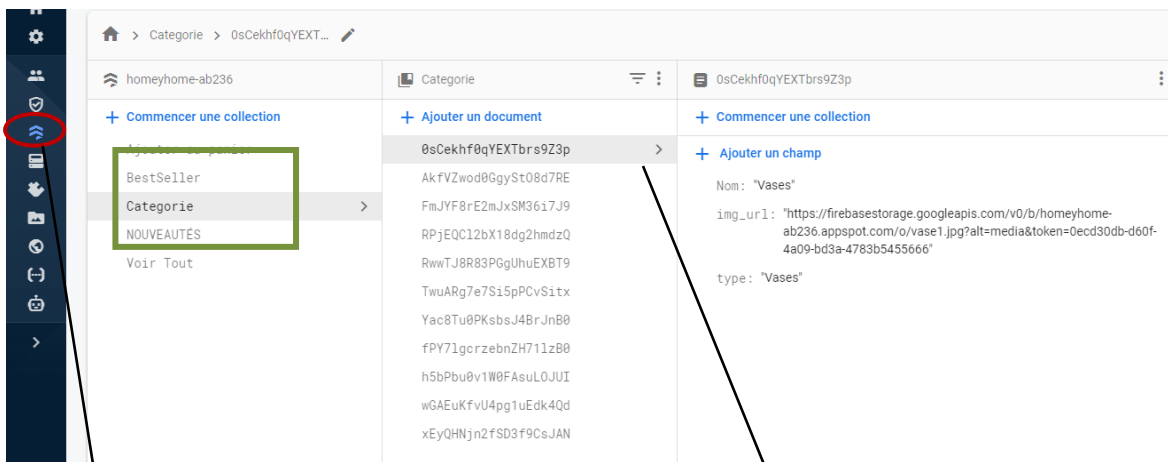 Categorie > 0sCekhf0qYEXT...
homeyhome-ab236
Categorie
0sCekhf0qYEXTbrs9Z3p
+ Commencer une collection
+ Ajouter un document
+ Commencer une collection
Ajouter au panier
BestSeller
Categorie
NOUVEAUTÉS
Voir Tout
0sCekhf0qYEXTbrs9Z3p
AkfVZwod0GgySt08d7RE
FmJYF8rE2mJxSM36i7J9
RPjEQCl2bX18dg2hmdzQ
RwwTJ8R83PGgUhuEXBT9
TwuARg7e7Si5pPCvSitx
Yac8Tu0PKsbsJ4BrJnB0
fPY7lgcrzebnZH71lzB0
h5bPbu0v1W0FAsuLOJUI
wGAEuKfvU4pg1uEdk4Qd
xEyQHNjn2fSD3f9CsJAN
+ Ajouter un champ
Nom: "Vases"
img_url: "https://firebasestorage.googleapis.com/v0/b/homeyhome-
ab236.appspot.com/o/vase1.jpg?alt=media&token=0ecd30db-d60f-
4a09-bd3a-4783b5455666"
type: "Vases"